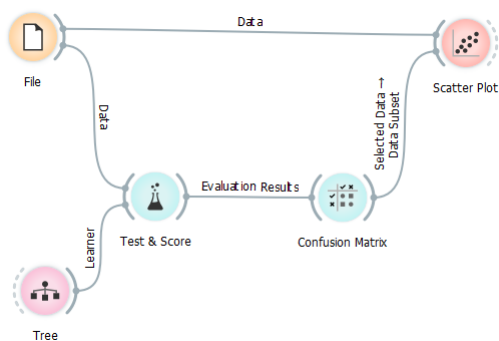 Data
File
Scatter Plot
Data
Selected Data →
Data Subset
Evaluation Results
Test & Score
Confusion Matrix
Learner
Tree